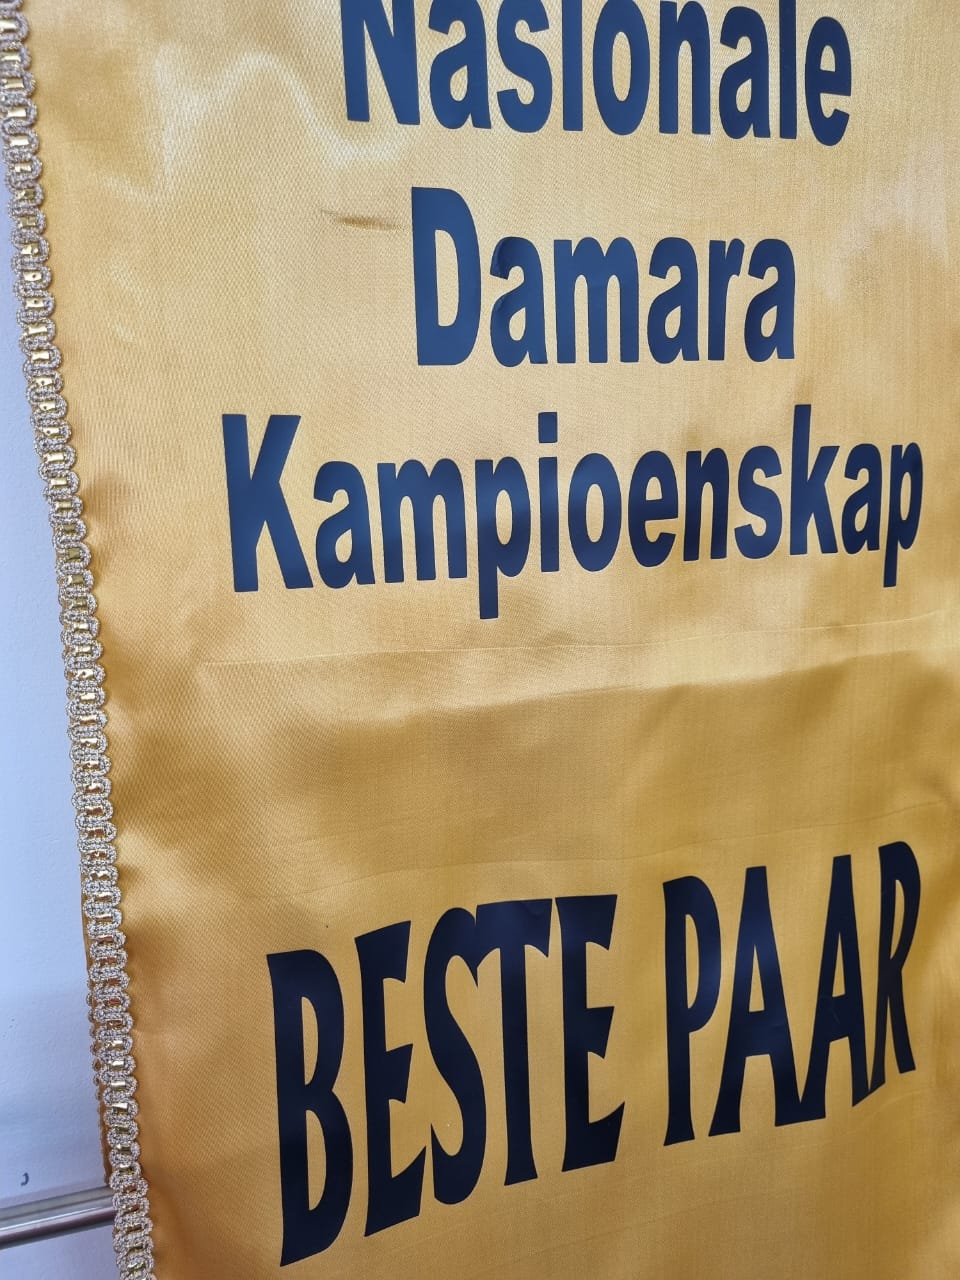 Nasionale
Damara
Kampioenskap
BESTE PAAR